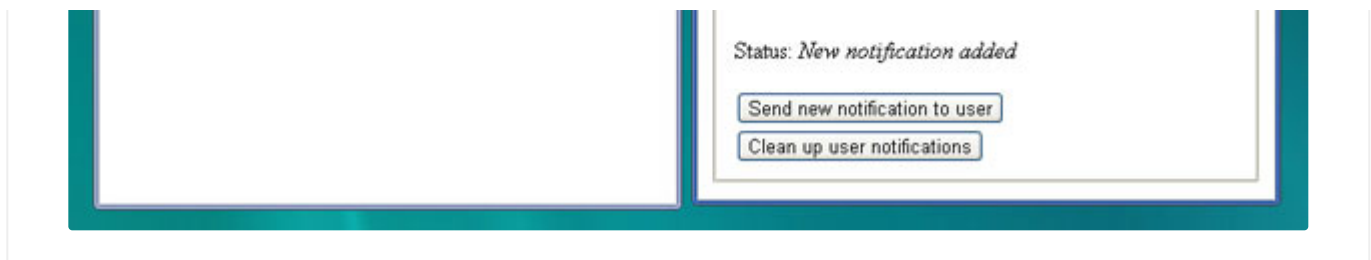 Status: New notification added
Send new notification to user
Clean up user notifications